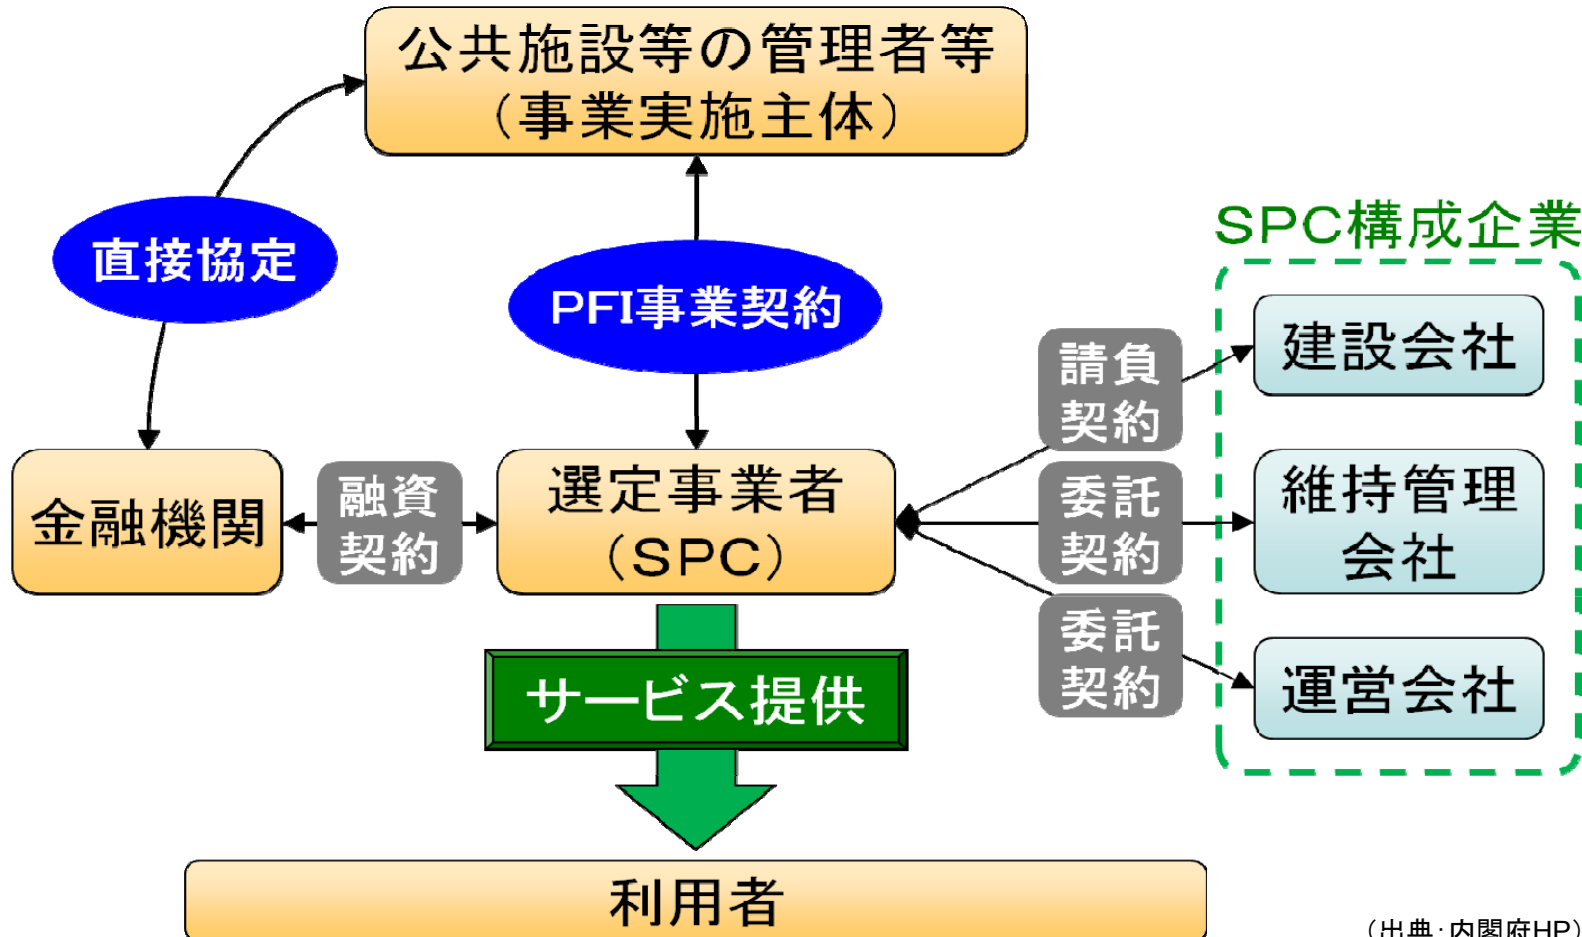 公共施設等の管理者等
（事業実施主体）
直接協定
PFI事業契約
SPC構成企業
請負
契約
建設会社
金融機関
融資
契約
選定事業者
（SPC）
委託
契約
維持管理
会社
委託
契約
運営会社
サービス提供
利用者
（出典：内閣府HP）